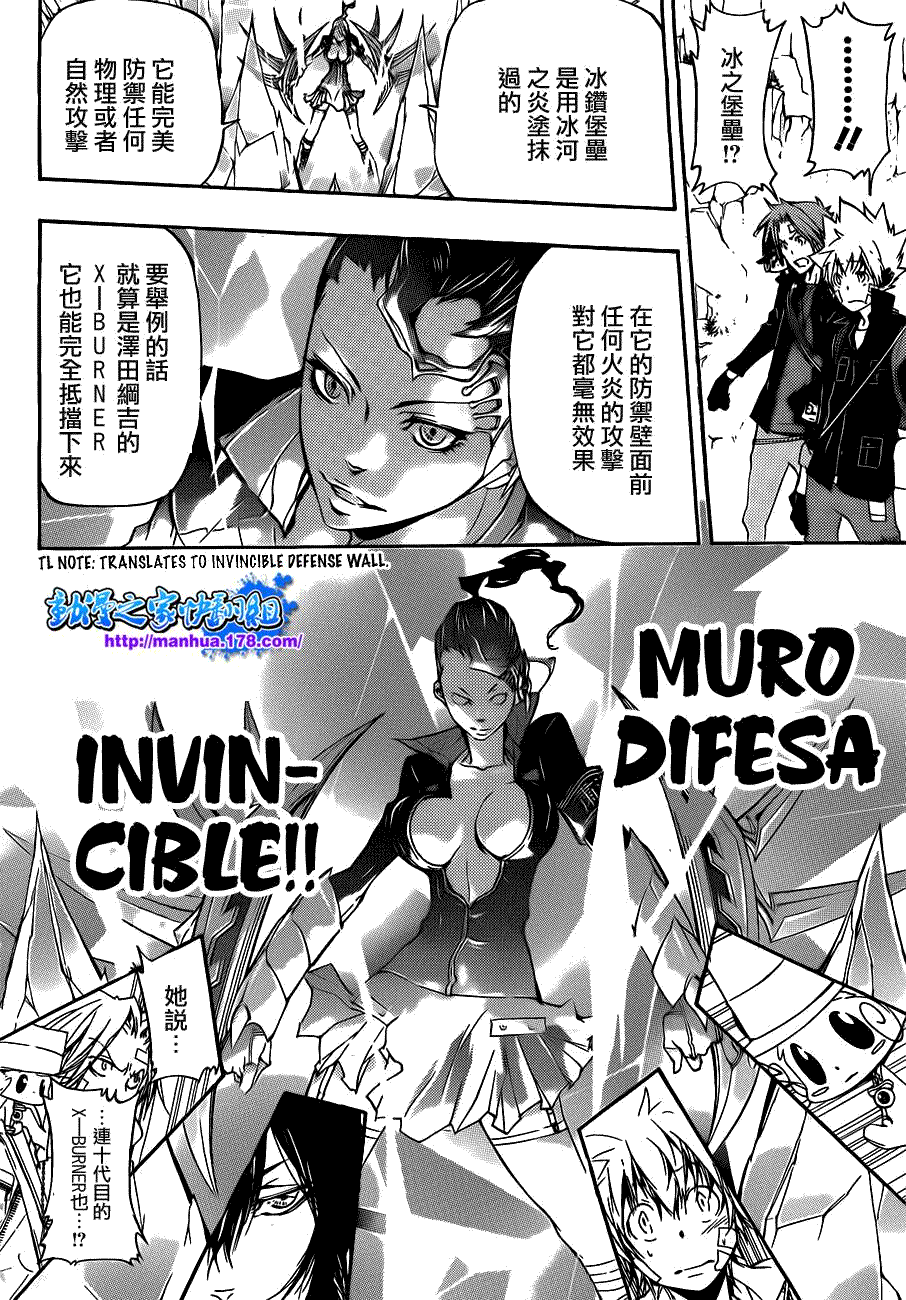 ………!!
冰之堡壘!?
冰鑽堡壘
是用冰河
之炎塗抹
過的
它能完美
防禦任何
物理或者
自然攻擊
在它的防禦壁面前
任何火炎的攻擊
對它都毫無效果
要舉例的話
就算是澤田綱吉的
X—BURNER
它也能完全抵擋下來
TL NOTE: TRANSLATES TO INVINCIBLE DEFENSE WALL.
動漫之家汉化組
http://manhua.178.com/
MURO
DIFESA
INVIN-
CIBLE!!
她說…
…連十代目的
X—BURNER也…!?